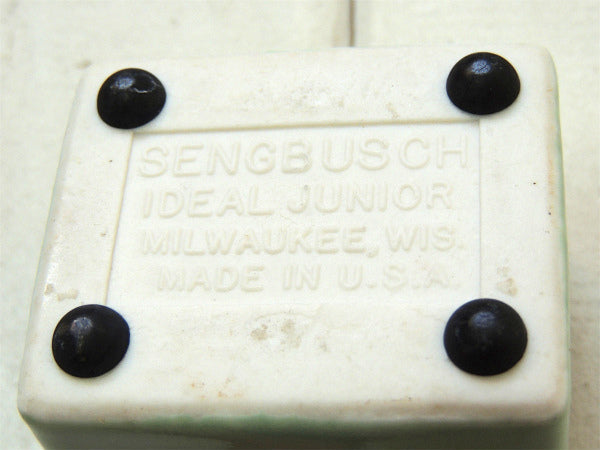 SENGBUSCH
IDEAL JUNIOR
MILWAUKEE, WIS.
MADE IN U.S.A.